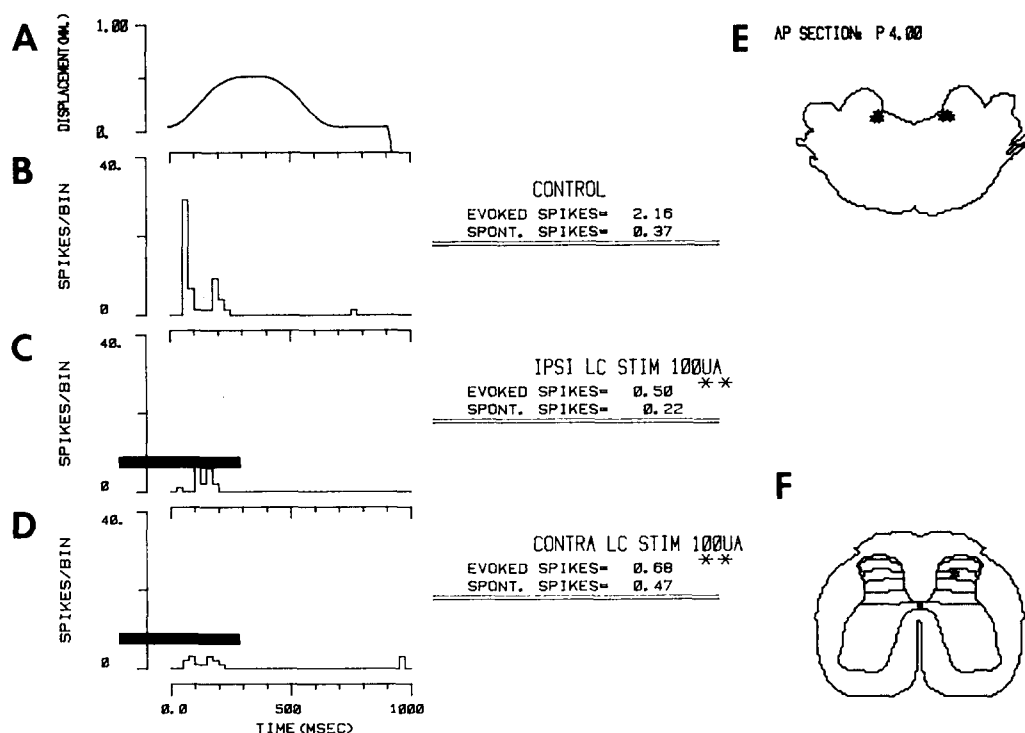 A
1.00
DISPLACEMENT(MM.)
0.
B
40.
SPIKES/BIN
0
CONTROL
EVOKED SPIKES= 2.16
SPONT. SPIKES= 0.37
C
40.
SPIKES/BIN
0
IPSI LC STIM 100UA
**
EVOKED SPIKES= 0.50
SPONT. SPIKES= 0.22
D
40.
SPIKES/BIN
0
CONTRA LC STIM 100UA
**
EVOKED SPIKES= 0.68
SPONT. SPIKES= 0.47
0.0 500 1000
TIME(MSEC)
E
AP SECTION: P 4.00
F